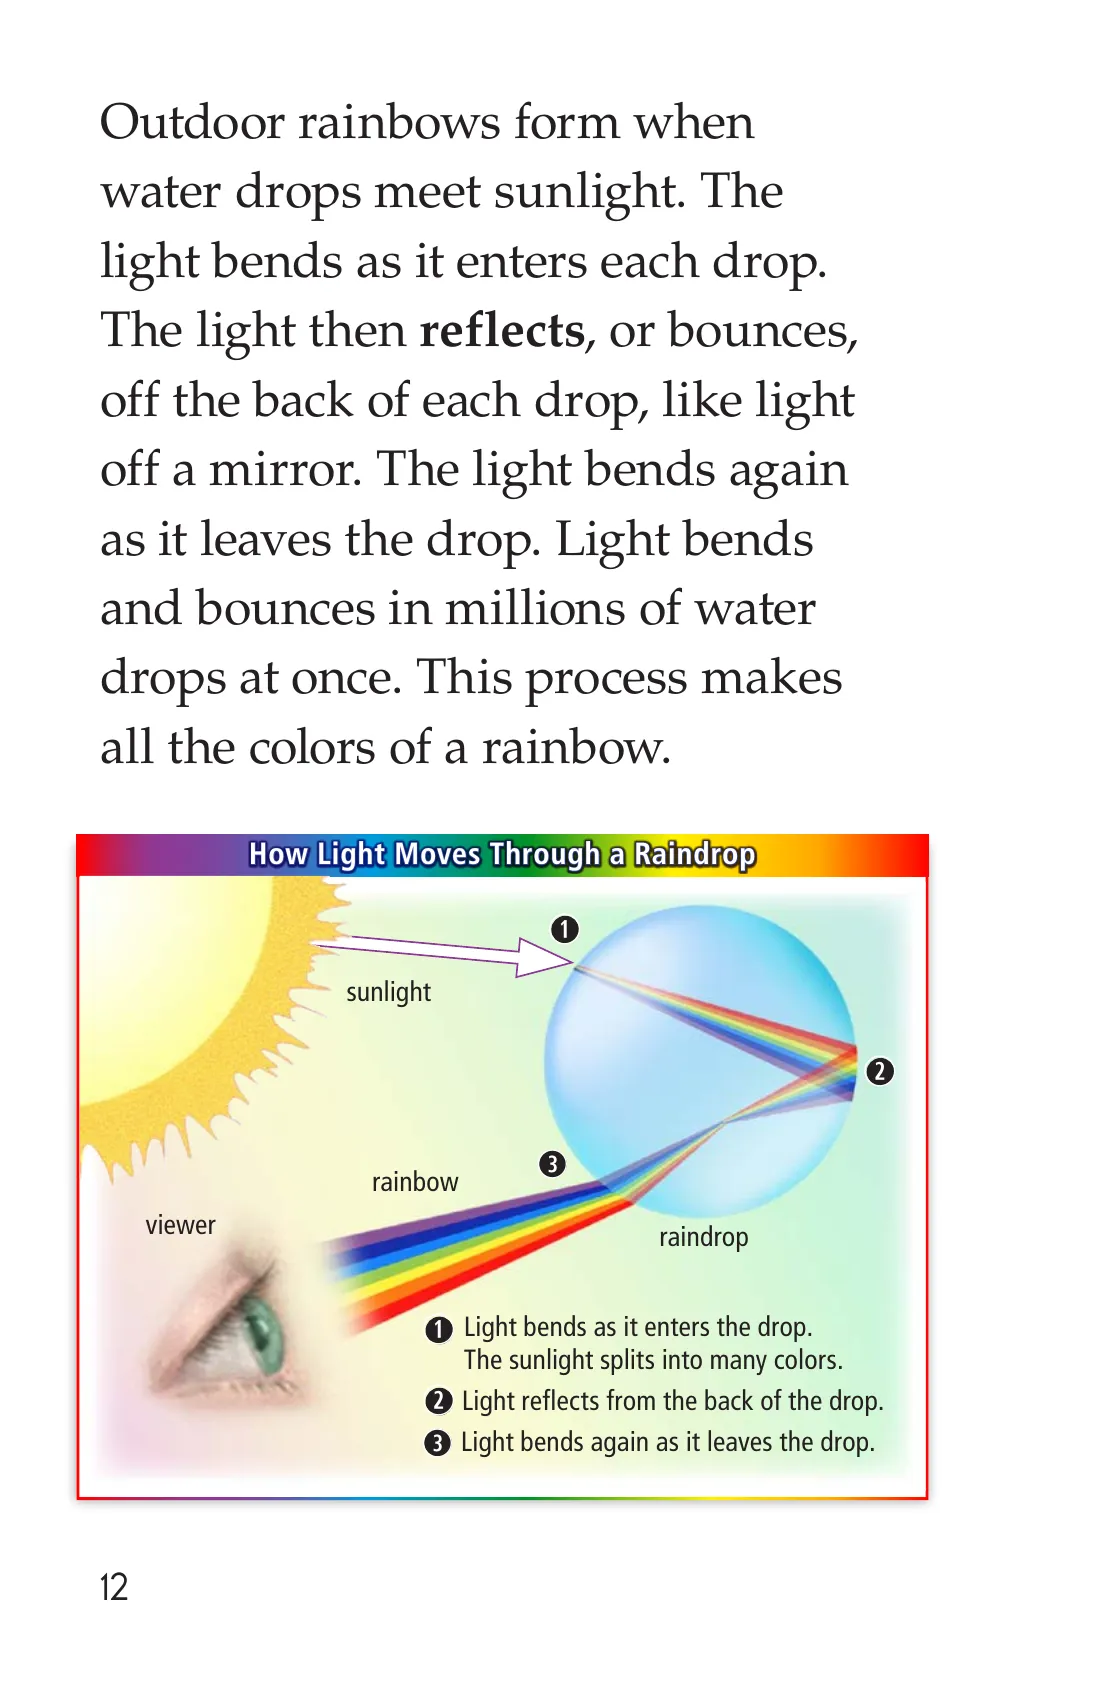 Outdoor rainbows form when
water drops meet sunlight. The
light bends as it enters each drop.
The light then reflects, or bounces,
off the back of each drop, like light
off a mirror. The light bends again
as it leaves the drop. Light bends
and bounces in millions of water
drops at once. This process makes
all the colors of a rainbow.
How Light Moves Through a Raindrop
1
sunlight
2
3
rainbow
viewer
raindrop
1 Light bends as it enters the drop.
The sunlight splits into many colors.
2 Light reflects from the back of the drop.
3 Light bends again as it leaves the drop.
12